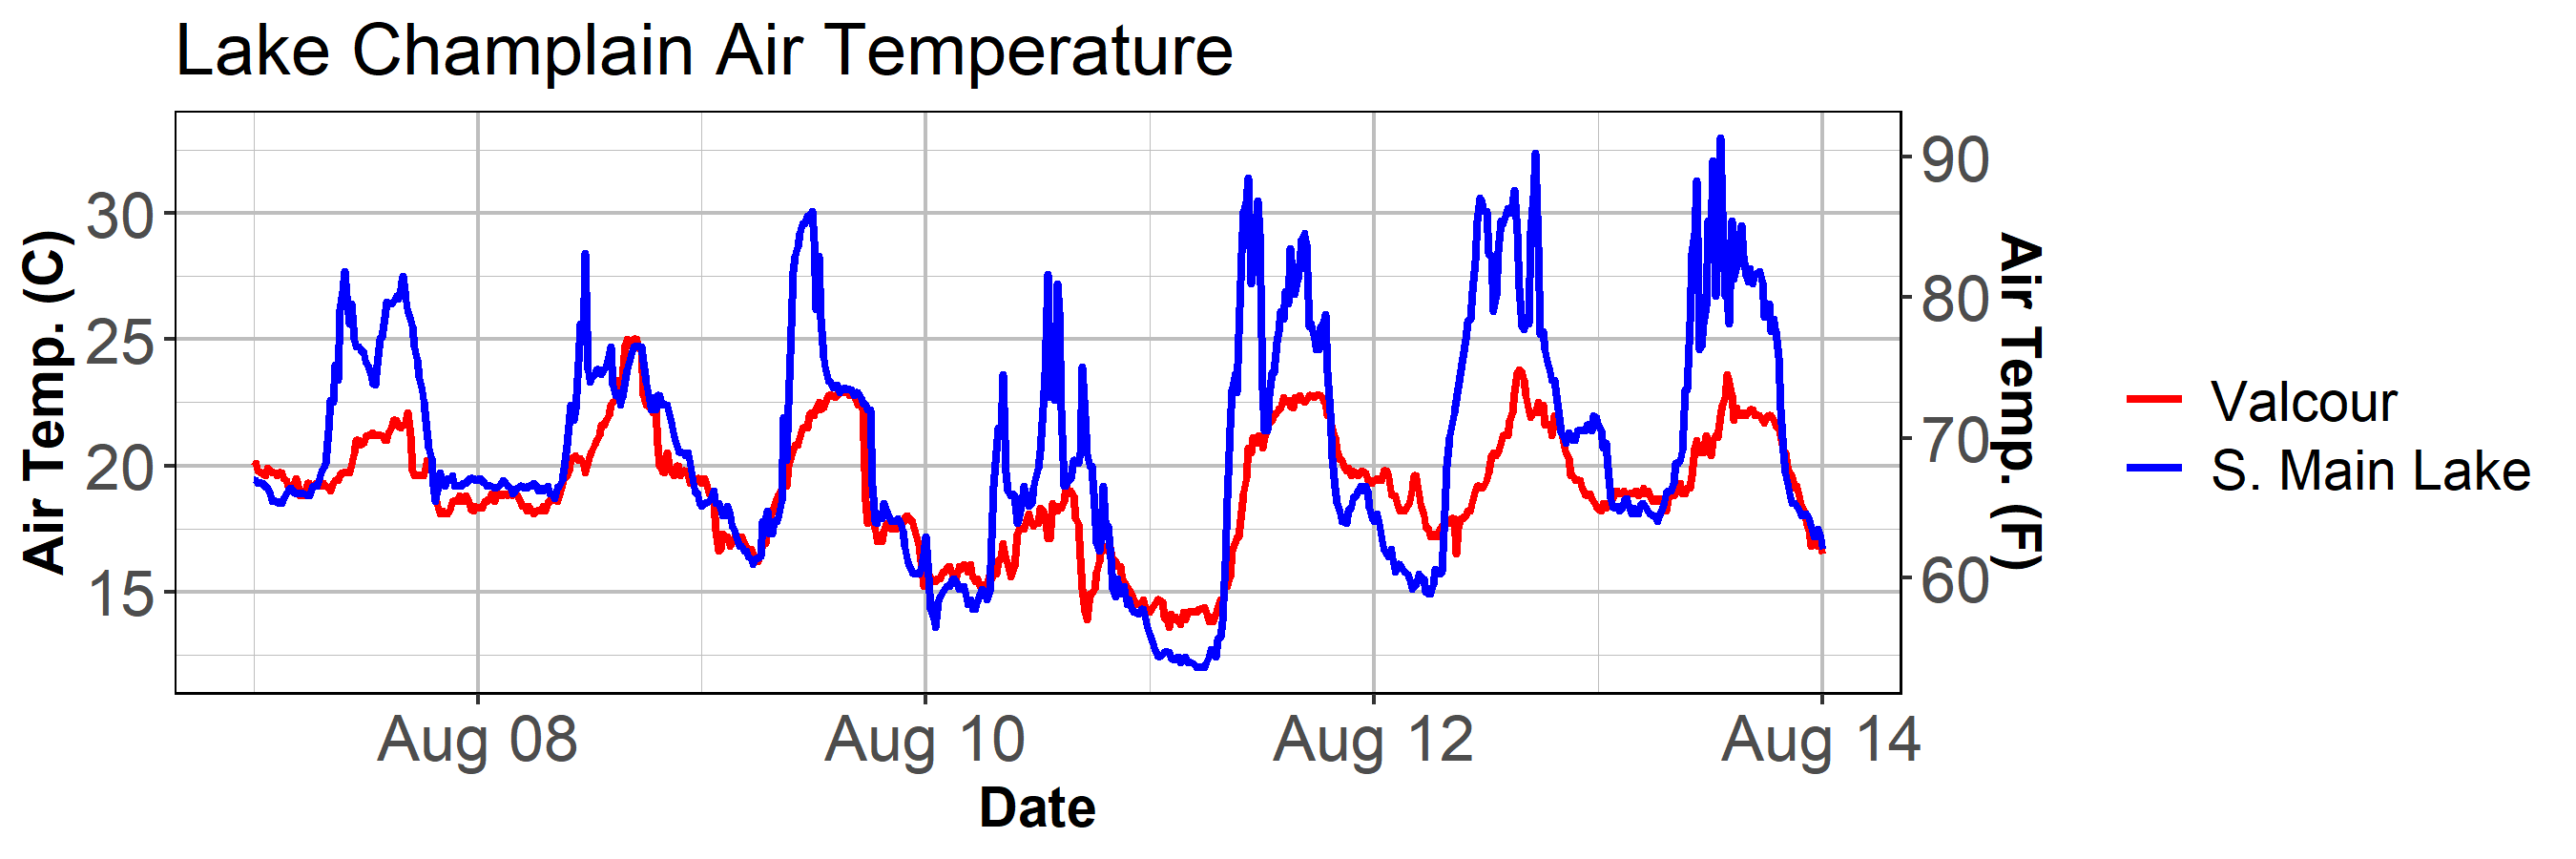 Lake Champlain Air Temperature
Air Temp. (C)
30
25
20
15
90
80
70
60
Air Temp. (F)
Valcour
S. Main Lake
Aug 08
Aug 10
Aug 12
Aug 14
Date